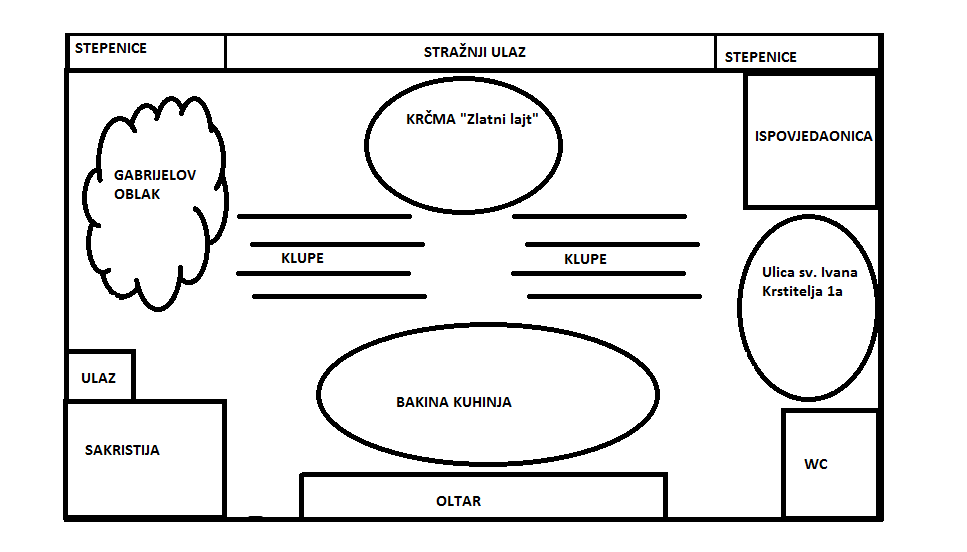 STEPENICE
STRAŽNJI ULAZ
STEPENICE
KRČMA "Zlatni lajt"
ISPOVJEDAONICA
GABRIJELOV
OBLAK
KLUPE
KLUPE
Ulica sv. Ivana
Krstitelja 1a
ULAZ
BAKINA KUHINJA
SAKRISTIJA
WC
OLTAR